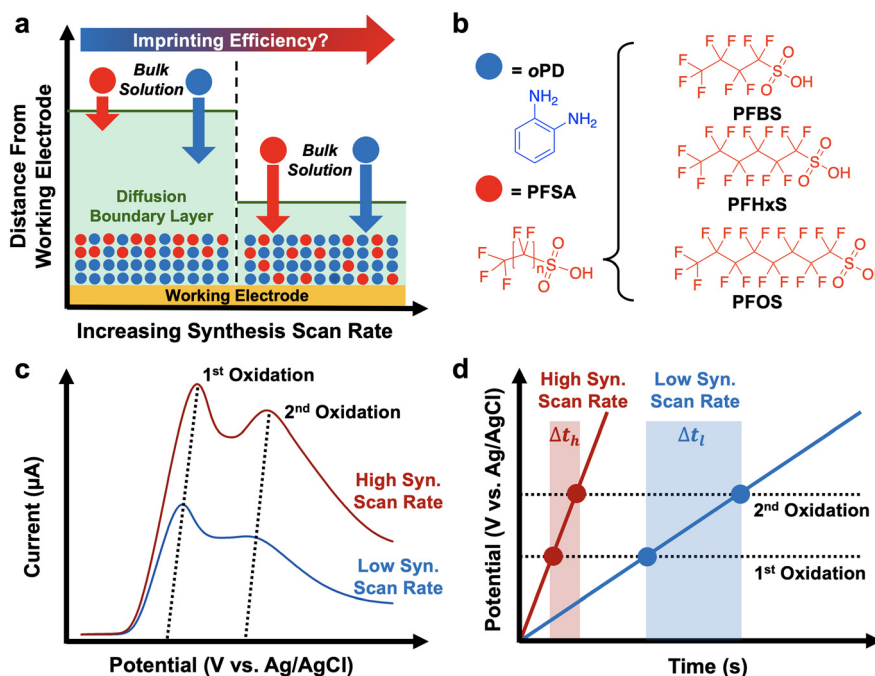 a
Imprinting Efficiency?
Distance From
Working Electrode
Bulk
Solution
Bulk
Solution
Diffusion
Boundary Layer
Working Electrode
Increasing Synthesis Scan Rate
b
= oPD
NH2
NH2
= PFSA
F
F F
F
F
n
S
O
O
OH
F F F F
F
F
F F F
S
O
O
OH
PFBS
F F F F F F
F
F
F F F F F
S
O
O
OH
PFHxS
F F F F F F F F
F
F
F F F F F F F
S
O
O
PFOS
c
1st Oxidation
2nd Oxidation
High Syn.
Scan Rate
Low Syn.
Scan Rate
Current (μA)
Potential (V vs. Ag/AgCl)
d
High Syn.
Scan Rate
Low Syn.
Scan Rate
Δth
Δtl
2nd Oxidation
1st Oxidation
Potential (V vs. Ag/AgCl)
Time (s)